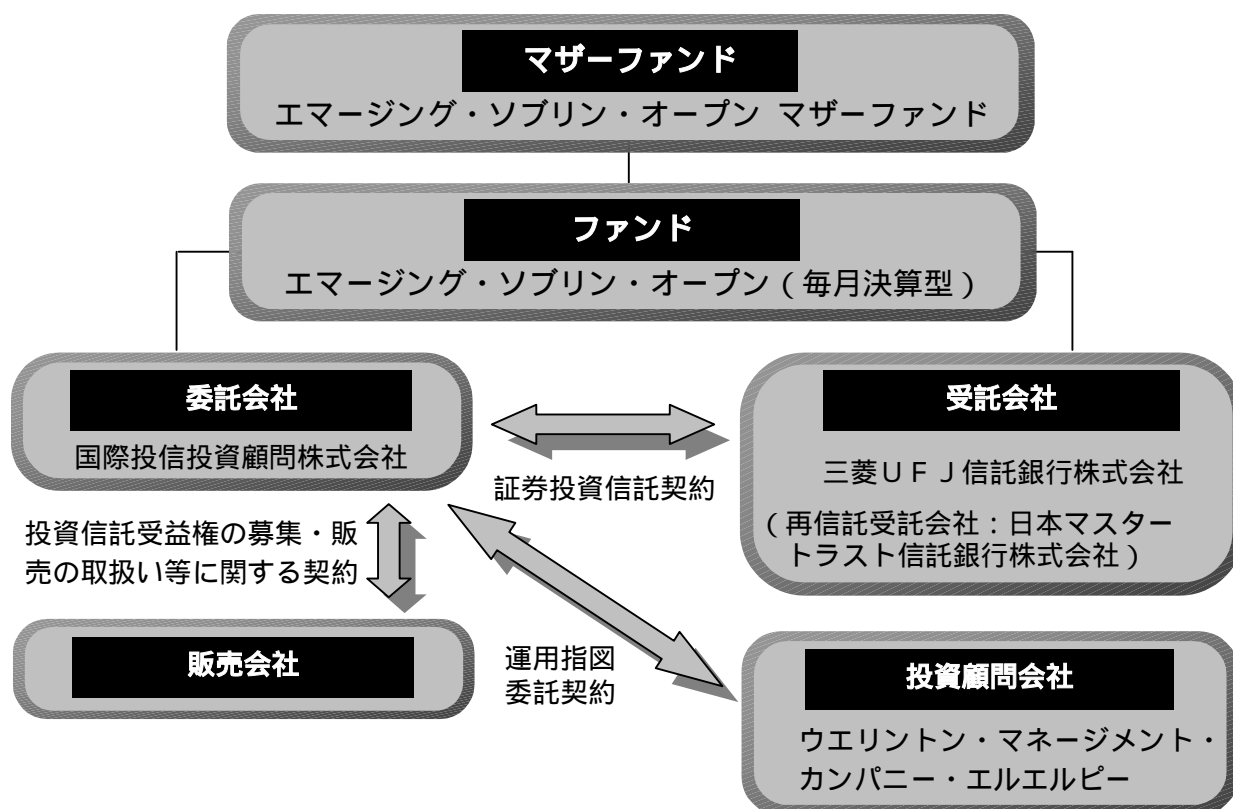 マザーファンド
エマージング・ソブリン・オープン マザーファンド
ファンド
エマージング・ソブリン・オープン(毎月決算型)
委託会社
国際投信投資顧問株式会社
証券投資信託契約
受託会社
三菱UFJ信託銀行株式会社
(再信託受託会社:日本マスター
トラスト信託銀行株式会社)
投資信託受益権の募集・販
売の取扱い等に関する契約
販売会社
運用指図
委託契約
投資顧問会社
ウエリントン・マネージメント・
カンパニー・エルエルピー